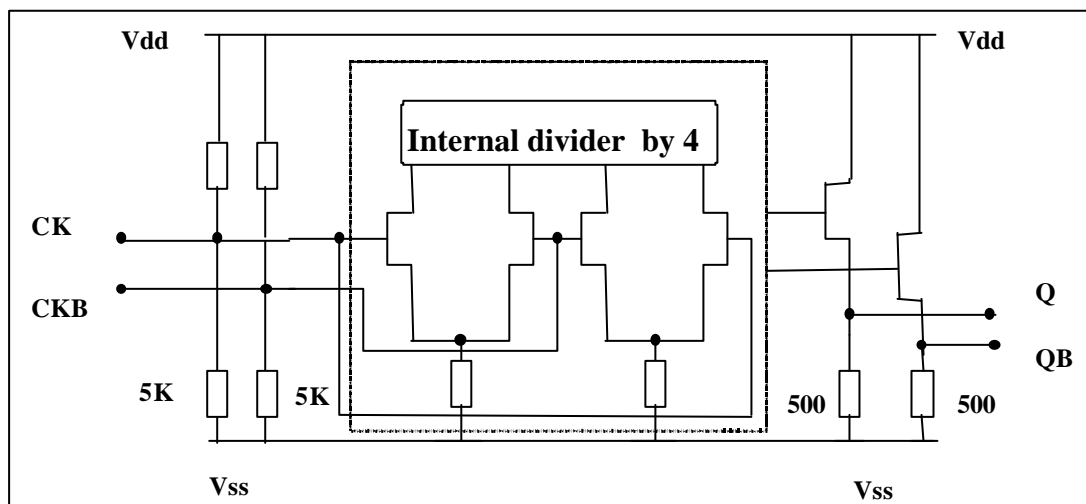 Vdd
Vdd
Internal divider by 4
CK
CKB
Q
QB
5K
5K
500
500
Vss
Vss